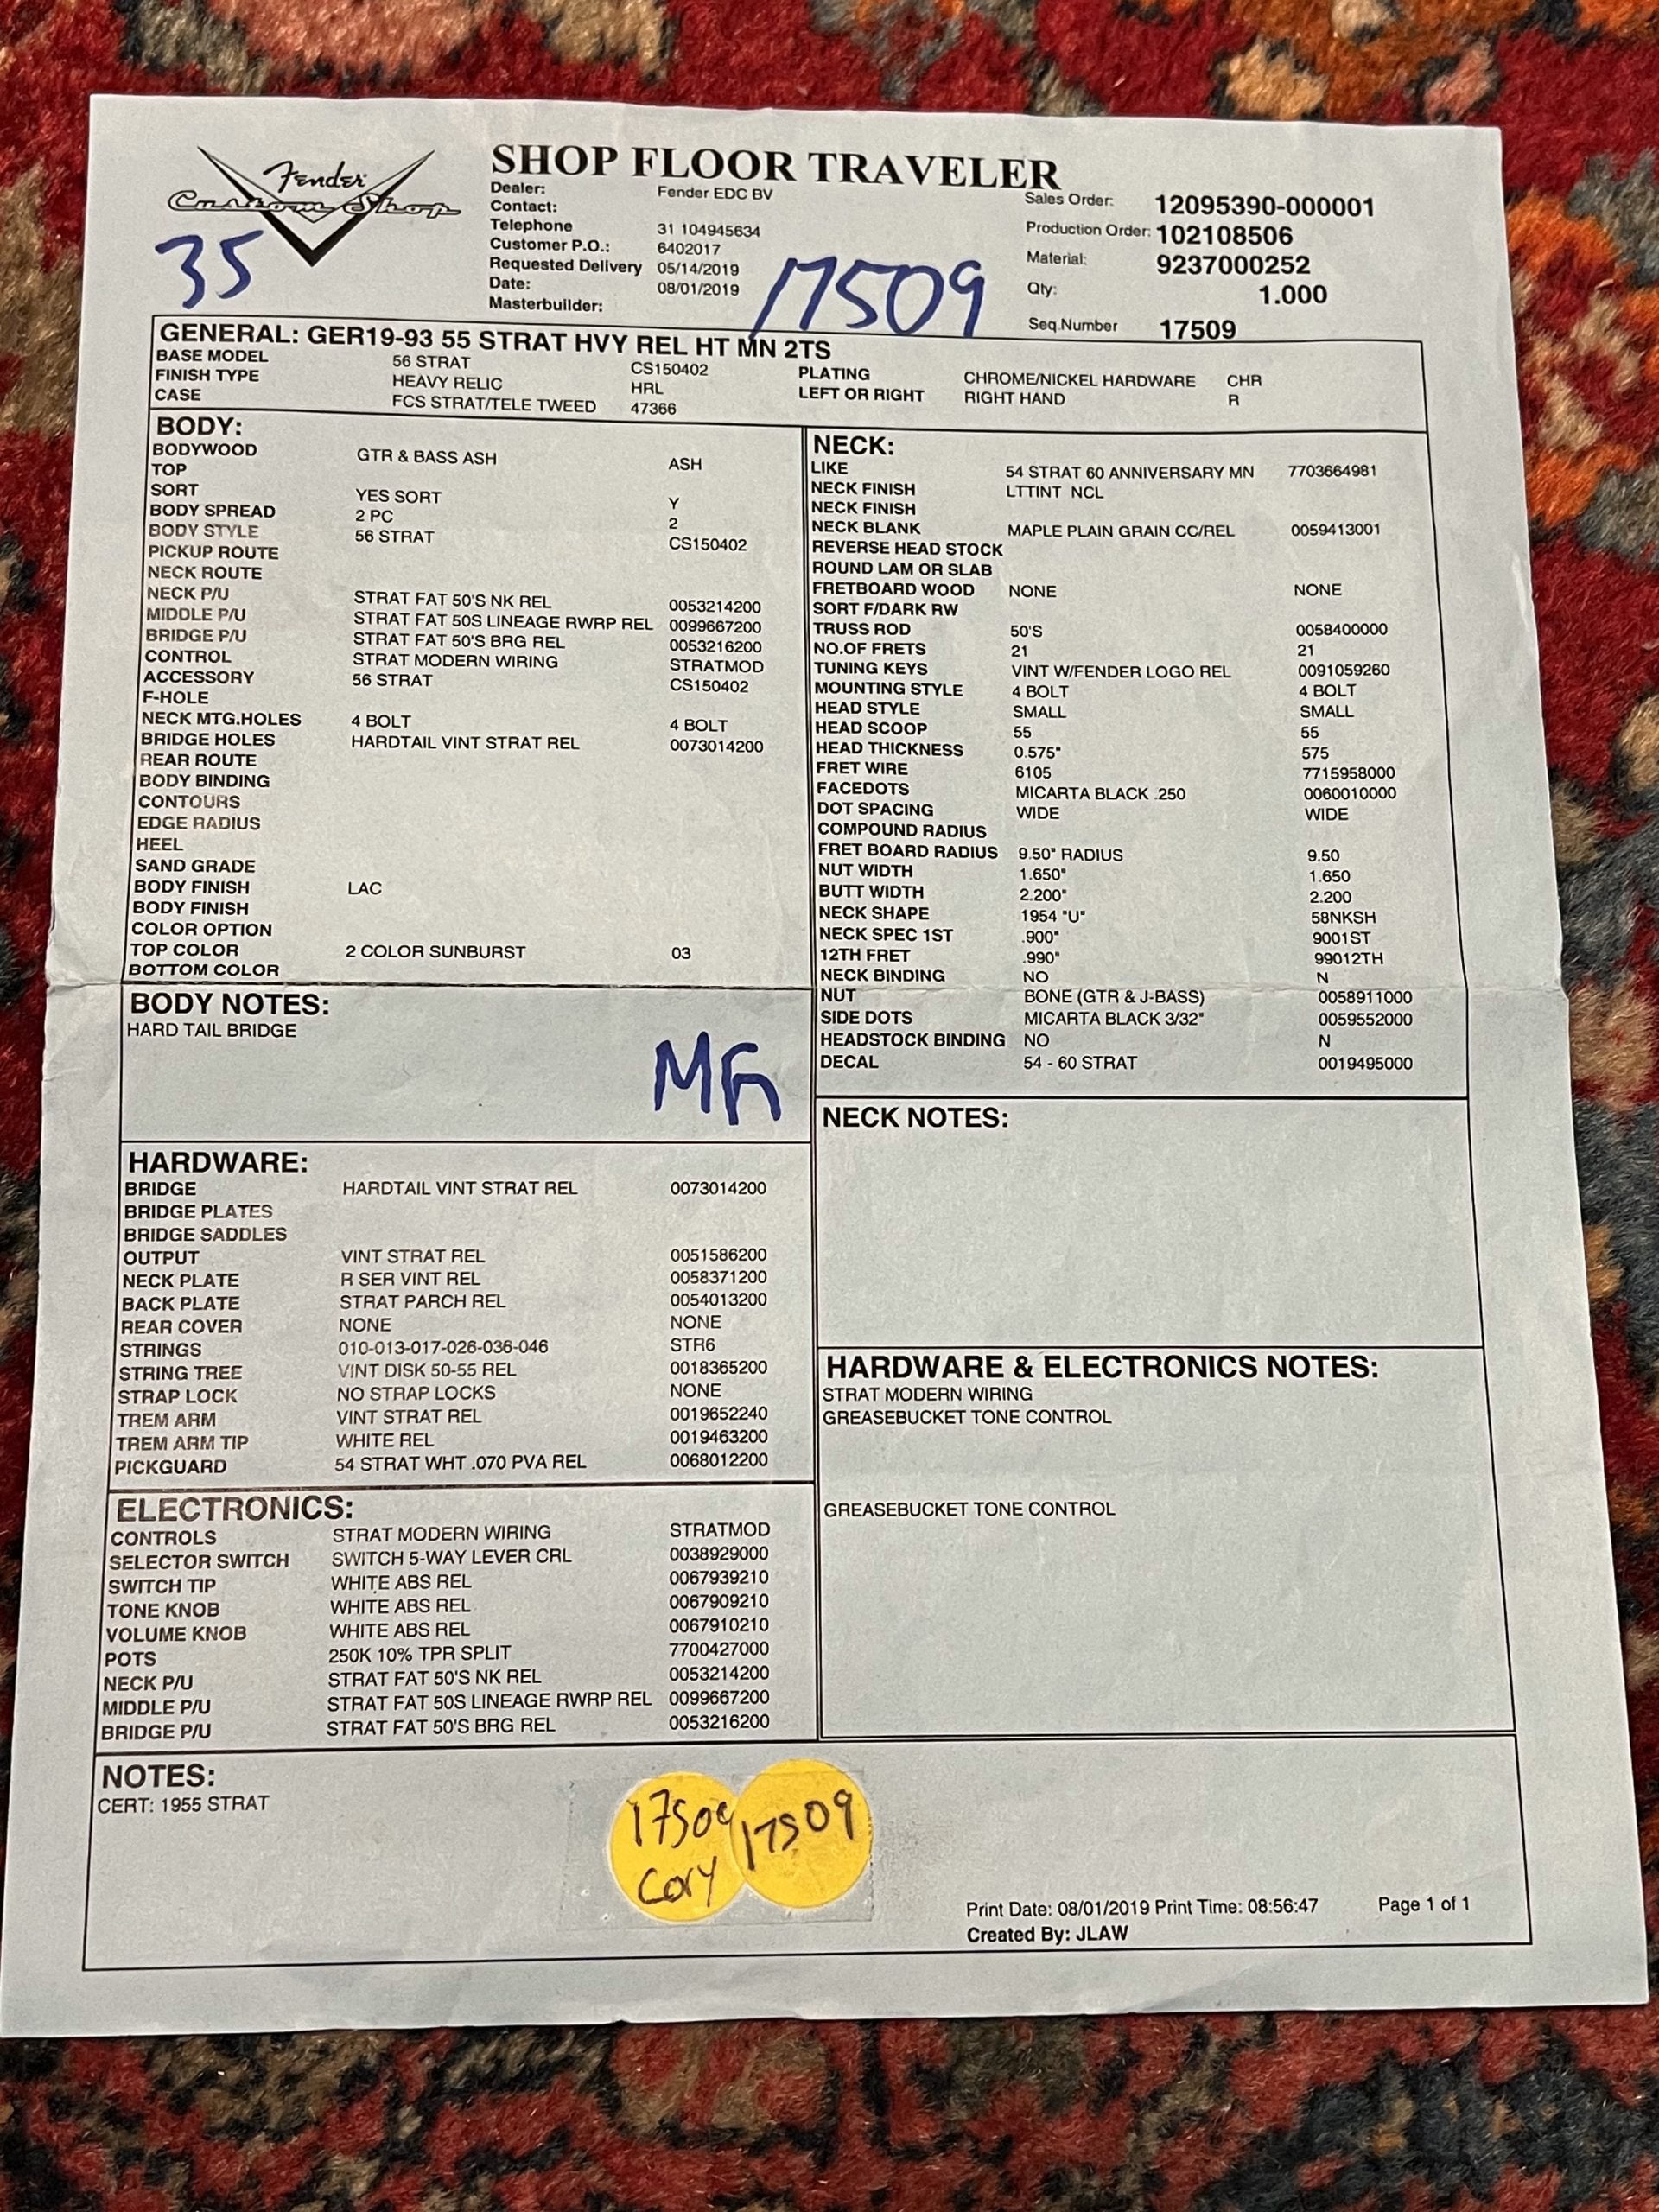 Fender
Custom Shop
SHOP FLOOR TRAVELER
Dealer: Fender EDC BV
Contact:
Telephone 31 104945634
Customer P.O.: 6402017
Requested Delivery 05/14/2019
Date: 08/01/2019
Masterbuilder:
Sales Order: 12095390-000001
Production Order: 102108506
Material: 9237000252
Qty: 1.000
Seq.Number 17509
35
17509
GENERAL: GER19-93 55 STRAT HVY REL HT MN 2TS
BASE MODEL 56 STRAT CS150402
FINISH TYPE HEAVY RELIC HRL
CASE FCS STRAT/TELE TWEED 47366
PLATING CHROME/NICKEL HARDWARE CHR
LEFT OR RIGHT RIGHT HAND R
BODY:
BODYWOOD GTR & BASS ASH ASH
TOP
SORT YES SORT Y
BODY SPREAD 2 PC 2
BODY STYLE 56 STRAT CS150402
PICKUP ROUTE
NECK ROUTE
NECK P/U STRAT FAT 50'S NK REL 0053214200
MIDDLE P/U STRAT FAT 50S LINEAGE RWRP REL 0099667200
BRIDGE P/U STRAT FAT 50'S BRG REL 0053216200
CONTROL STRAT MODERN WIRING STRATMOD
ACCESSORY 56 STRAT CS150402
F-HOLE
NECK MTG.HOLES 4 BOLT 4 BOLT
BRIDGE HOLES HARDTAIL VINT STRAT REL 0073014200
REAR ROUTE
BODY BINDING
CONTOURS
EDGE RADIUS
HEEL
SAND GRADE
BODY FINISH LAC
BODY FINISH
COLOR OPTION
TOP COLOR 2 COLOR SUNBURST 03
BOTTOM COLOR
BODY NOTES:
HARD TAIL BRIDGE
HARDWARE:
BRIDGE HARDTAIL VINT STRAT REL 0073014200
BRIDGE PLATES
BRIDGE SADDLES
OUTPUT VINT STRAT REL 0051586200
NECK PLATE R SER VINT REL 0058371200
BACK PLATE STRAT PARCH REL 0054013200
REAR COVER NONE NONE
STRINGS 010-013-017-026-036-046 STR6
STRING TREE VINT DISK 50-55 REL 0018365200
STRAP LOCK NO STRAP LOCKS NONE
TREM ARM VINT STRAT REL 0019652240
TREM ARM TIP WHITE REL 0019463200
PICKGUARD 54 STRAT WHT .070 PVA REL 0068012200
ELECTRONICS:
CONTROLS STRAT MODERN WIRING STRATMOD
SELECTOR SWITCH SWITCH 5-WAY LEVER CRL 0038929000
SWITCH TIP WHITE ABS REL 0067939210
TONE KNOB WHITE ABS REL 0067909210
VOLUME KNOB WHITE ABS REL 0067910210
POTS 250K 10% TPR SPLIT 7700427000
NECK P/U STRAT FAT 50'S NK REL 0053214200
MIDDLE P/U STRAT FAT 50S LINEAGE RWRP REL 0099667200
BRIDGE P/U STRAT FAT 50'S BRG REL 0053216200
NECK:
LIKE 54 STRAT 60 ANNIVERSARY MN 7703664981
NECK FINISH LTTINT NCL
NECK FINISH
NECK BLANK MAPLE PLAIN GRAIN CC/REL 0059413001
REVERSE HEAD STOCK
ROUND LAM OR SLAB
FRETBOARD WOOD NONE NONE
SORT F/DARK RW
TRUSS ROD 50'S 0058400000
NO.OF FRETS 21 21
TUNING KEYS VINT W/FENDER LOGO REL 0091059260
MOUNTING STYLE 4 BOLT 4 BOLT
HEAD STYLE SMALL SMALL
HEAD SCOOP 55 55
HEAD THICKNESS 0.575" 575
FRET WIRE 6105 7715958000
FACEDOTS MICARTA BLACK .250 0060010000
DOT SPACING WIDE WIDE
COMPOUND RADIUS
FRET BOARD RADIUS 9.50" RADIUS 9.50
NUT WIDTH 1.650" 1.650
BUTT WIDTH 2.200" 2.200
NECK SHAPE 1954 "U" 58NKSH
NECK SPEC 1ST .900" 9001ST
12TH FRET .990" 99012TH
NECK BINDING NO N
NUT BONE (GTR & J-BASS) 0058911000
SIDE DOTS MICARTA BLACK 3/32" 0059552000
HEADSTOCK BINDING NO N
DECAL 54 - 60 STRAT 0019495000
NECK NOTES:
HARDWARE & ELECTRONICS NOTES:
STRAT MODERN WIRING
GREASEBUCKET TONE CONTROL
GREASEBUCKET TONE CONTROL
NOTES:
CERT: 1955 STRAT
Cory
17509
Print Date: 08/01/2019 Print Time: 08:56:47 Page 1 of 1
Created By: JLAW